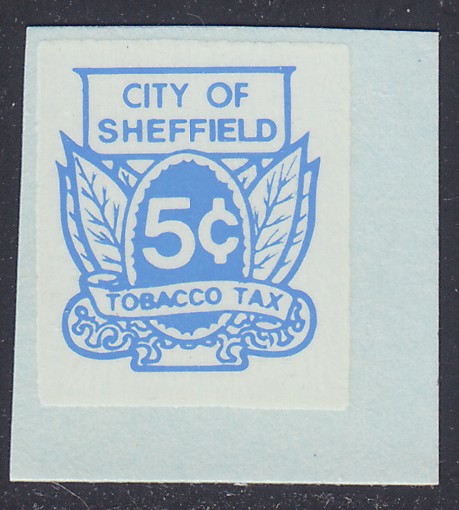 CITY OF
SHEFFIELD
5¢
TOBACCO TAX